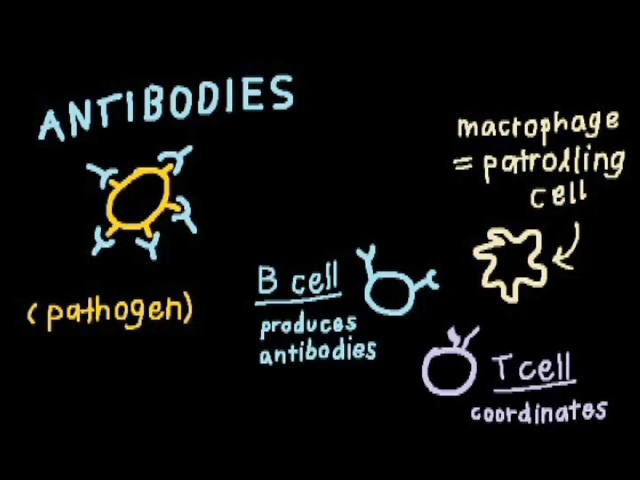 ANTIBODIES
macrophage
= patrolling
cell
(pathogen)
B cell
produces
antibodies
T cell
coordinates